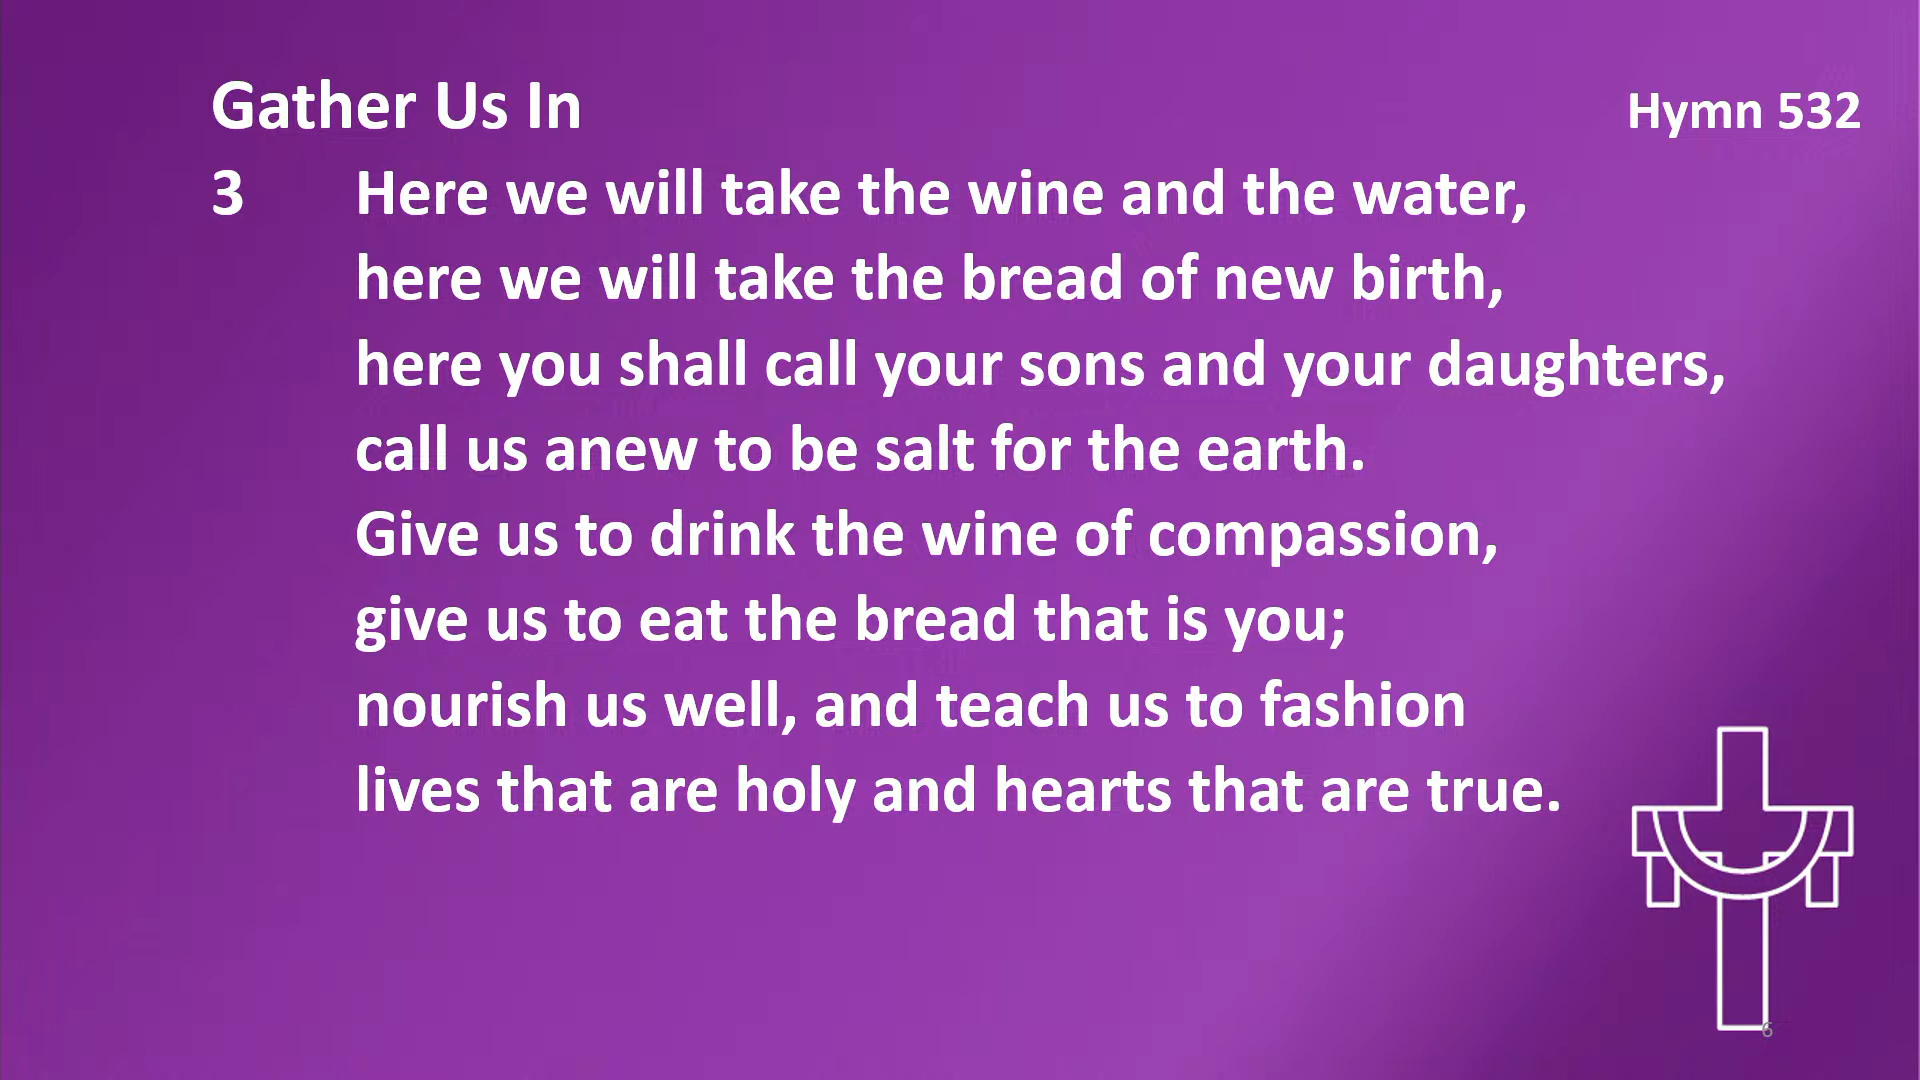 Gather Us In
Hymn 532
3 Here we will take the wine and the water,
here we will take the bread of new birth,
here you shall call your sons and your daughters,
call us anew to be salt for the earth.
Give us to drink the wine of compassion,
give us to eat the bread that is you;
nourish us well, and teach us to fashion
lives that are holy and hearts that are true.
6